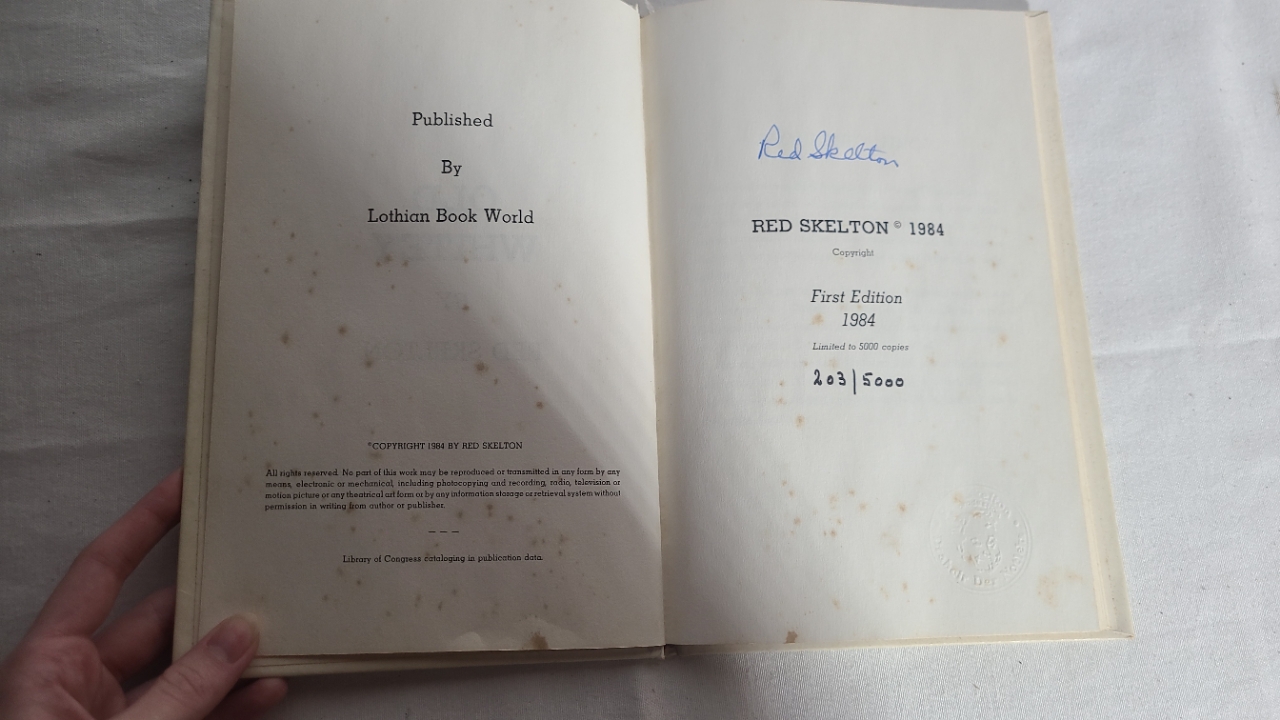 Published
By
Lothian Book World
©COPYRIGHT 1984 BY RED SKELTON
All rights reserved. No part of this work may be reproduced or transmitted in any form by any
means, electronic or mechanical, including photocopying and recording, radio, television or
motion picture or any theatrical art form or by any information storage or retrieval system without
permission in writing from author or publisher.
– – –
Library of Congress cataloging in publication data.
Red Skelton
RED SKELTON © 1984
Copyright
First Edition
1984
Limited to 5000 copies
203/5000